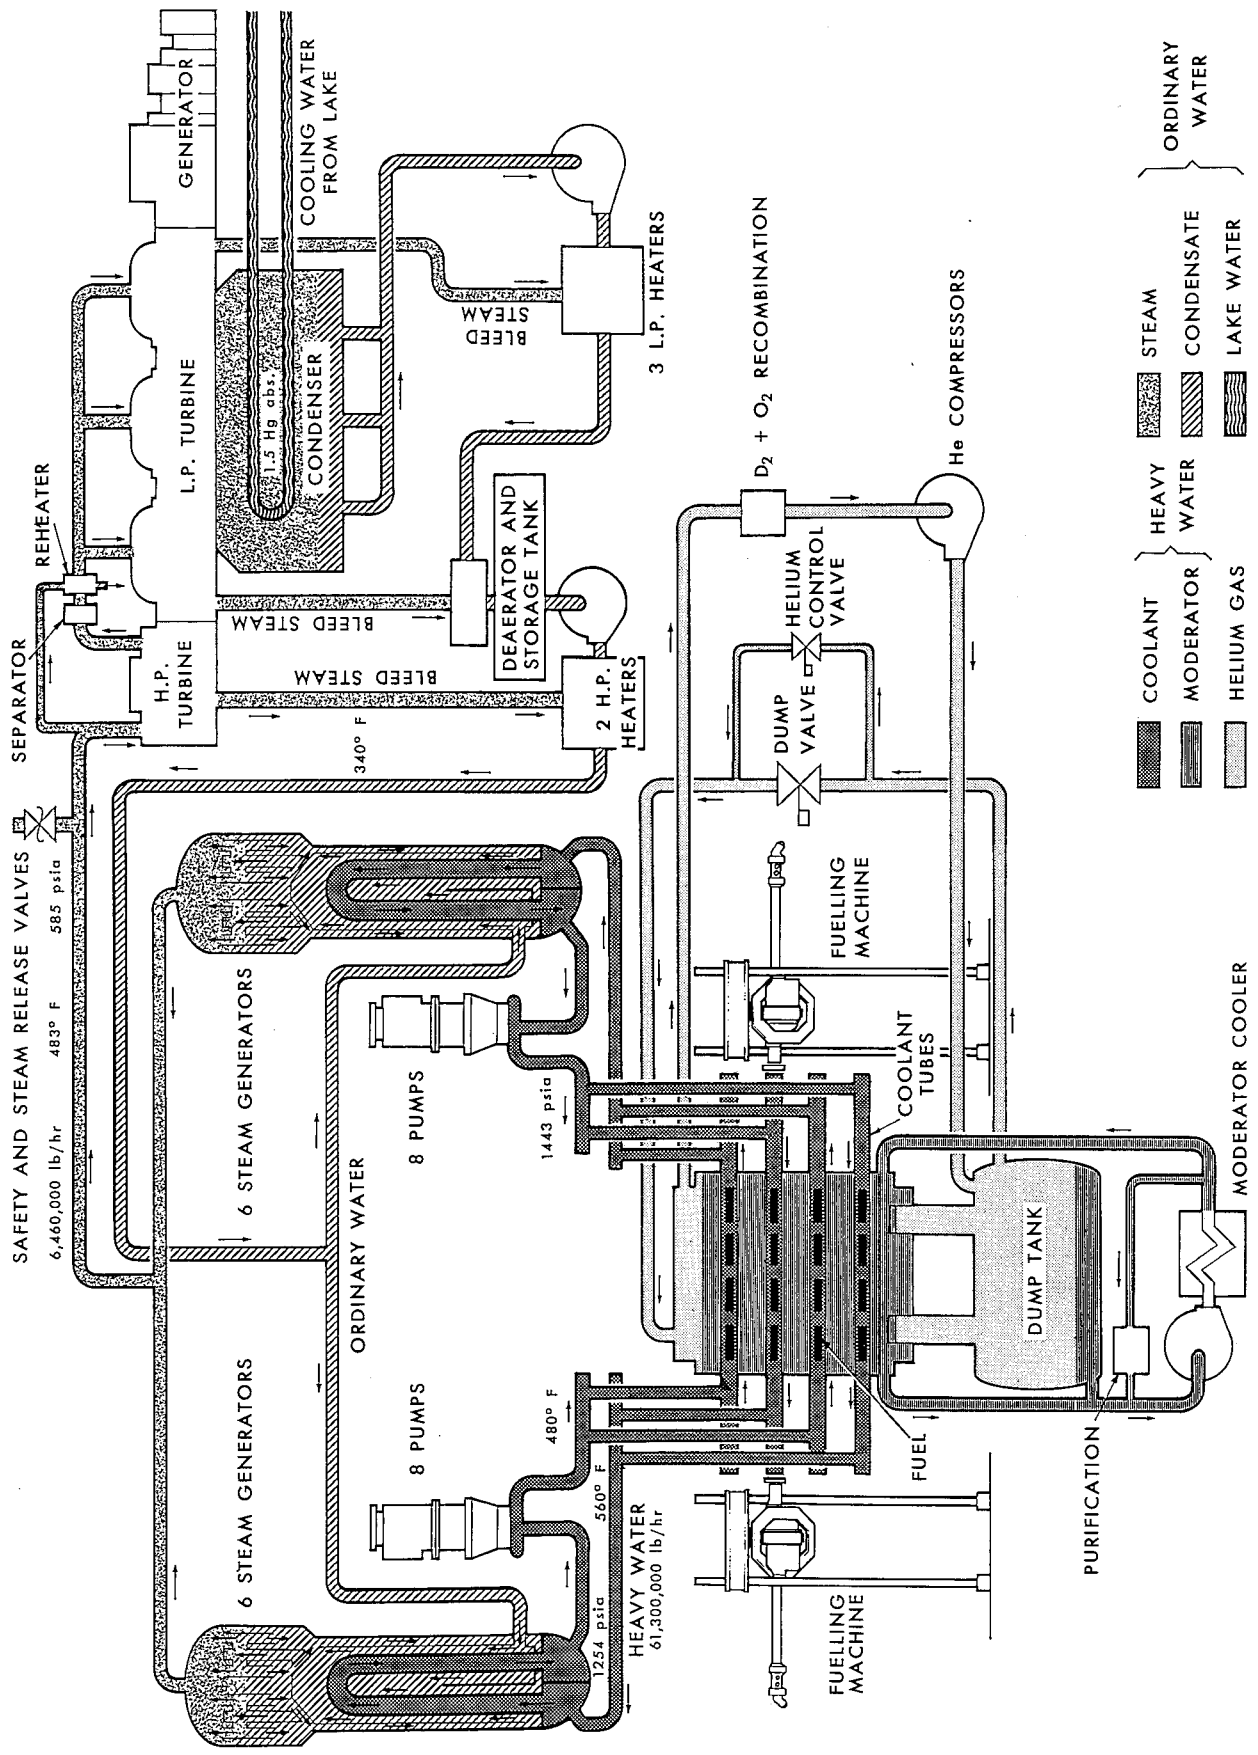 SAFETY AND STEAM RELEASE VALVES
6,460,000 lb/hr 483° F 585 psia
SEPARATOR
REHEATER
6 STEAM GENERATORS
6 STEAM GENERATORS
H.P.
TURBINE
L.P. TURBINE
GENERATOR
1.5 Hg abs.
CONDENSER
COOLING WATER
FROM LAKE
ORDINARY WATER
340° F
BLEED STEAM
BLEED STEAM
BLEED
STEAM
8 PUMPS
8 PUMPS
DEAERATOR AND
STORAGE TANK
2 H.P.
HEATERS
3 L.P. HEATERS
480° F
1443 psia
1254 psia
560° F
HEAVY WATER
61,300,000 lb/hr
D2 + O2 RECOMBINATION
DUMP
VALVE
HELIUM
CONTROL
VALVE
FUELLING
MACHINE
FUELLING
MACHINE
COOLANT
TUBES
FUEL
He COMPRESSORS
DUMP TANK
PURIFICATION
MODERATOR COOLER
COOLANT
MODERATOR
HEAVY
WATER
HELIUM GAS
STEAM
CONDENSATE
LAKE WATER
ORDINARY
WATER